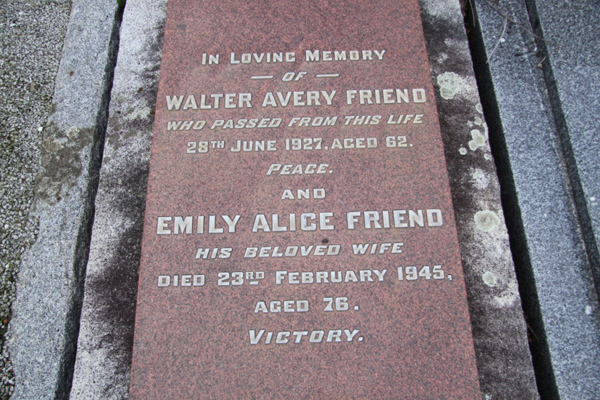 In Loving Memory
— OF —
WALTER AVERY FRIEND
WHO PASSED FROM THIS LIFE
28TH JUNE 1927, AGED 62.
PEACE.
AND
EMILY ALICE FRIEND
HIS BELOVED WIFE
DIED 23RD FEBRUARY 1945,
AGED 76.
VICTORY.